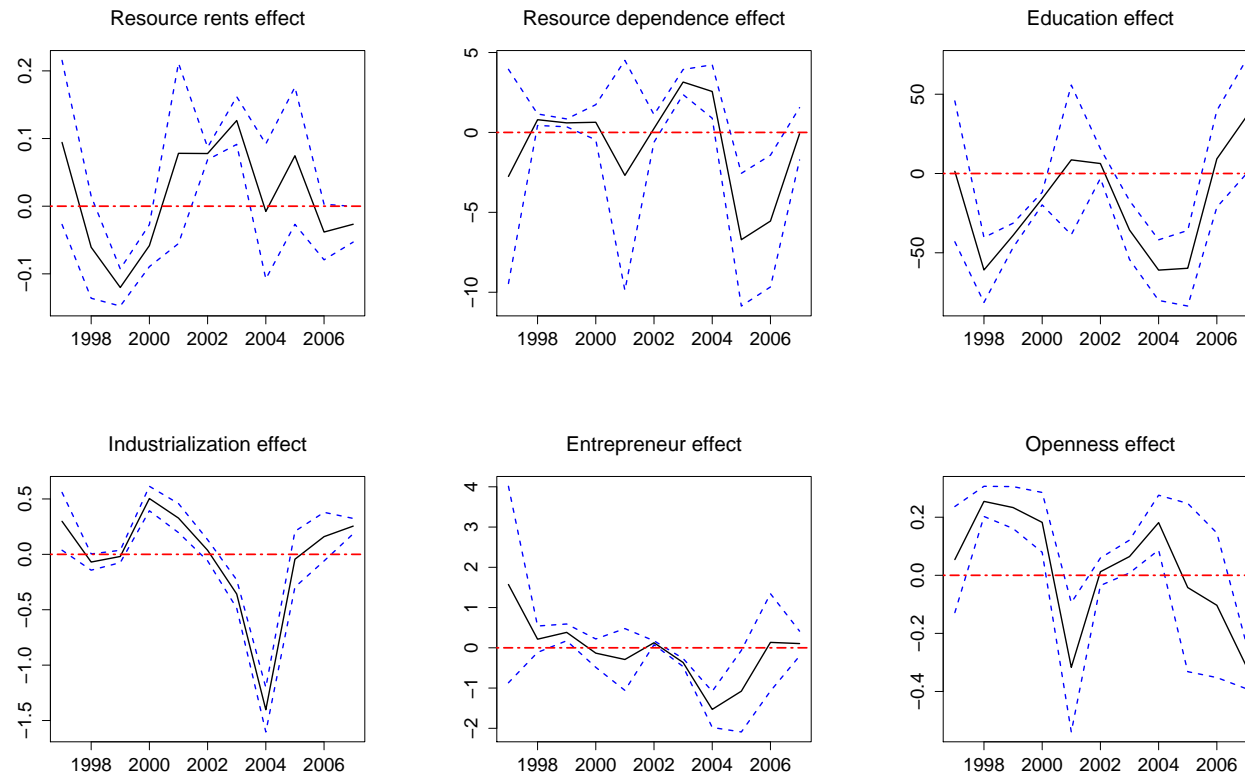 Resource rents effect
0.2
0.1
0.0
−0.1
1998 2000 2002 2004 2006
Resource dependence effect
5
0
−5
−10
1998 2000 2002 2004 2006
Education effect
50
0
−50
1998 2000 2002 2004 2006
Industrialization effect
0.5
0.0
−0.5
−1.0
−1.5
1998 2000 2002 2004 2006
Entrepreneur effect
4
3
2
1
0
−1
−2
1998 2000 2002 2004 2006
Openness effect
0.2
0.0
−0.2
−0.4
1998 2000 2002 2004 2006